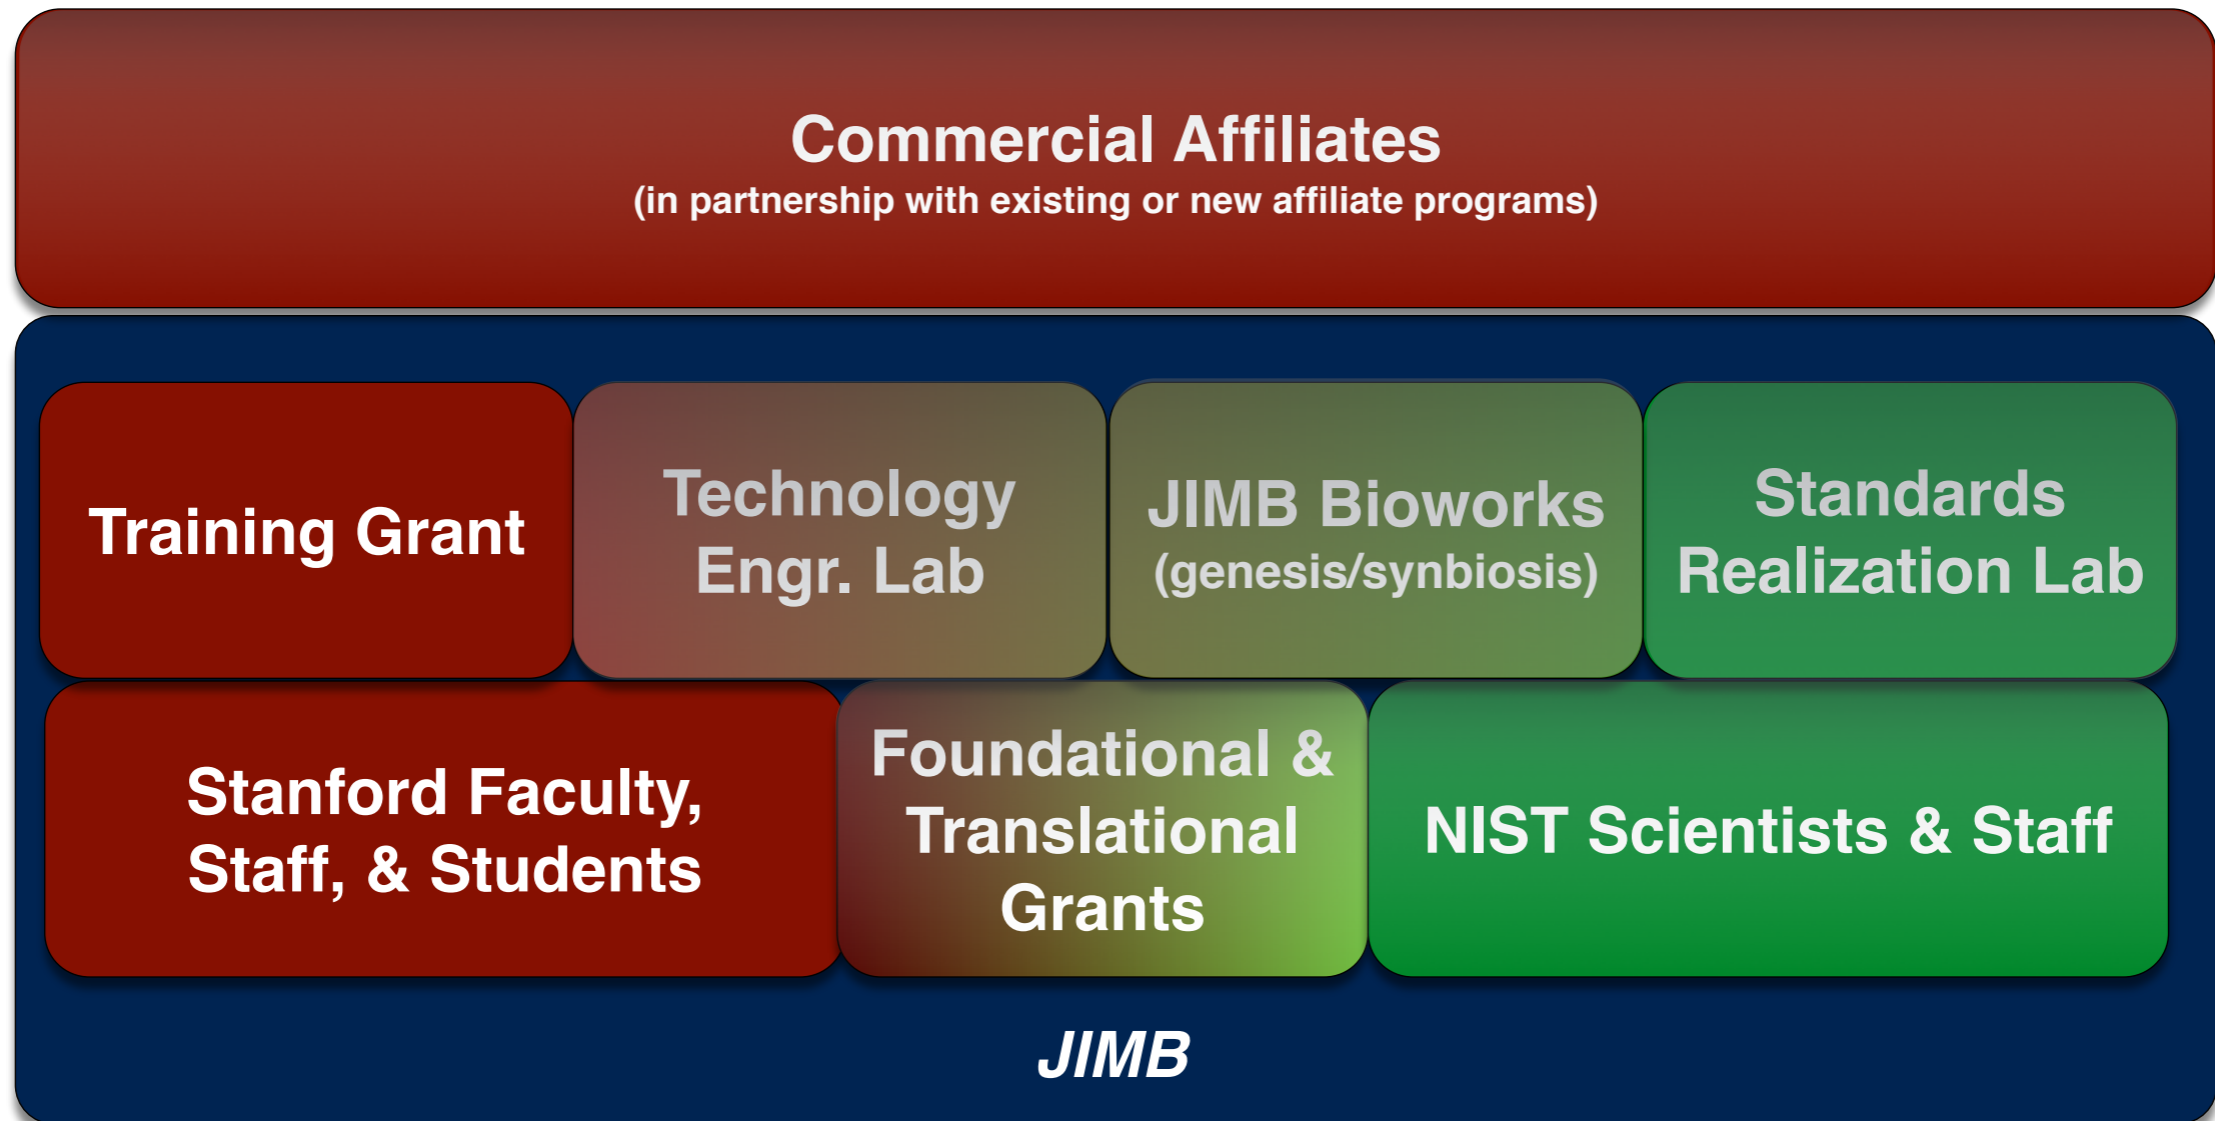 Commercial Affiliates
(in partnership with existing or new affiliate programs)
Training Grant
Technology
Engr. Lab
JIMB Bioworks
(genesis/synbiosis)
Standards
Realization Lab
Stanford Faculty,
Staff, & Students
Foundational &
Translational
Grants
NIST Scientists & Staff
JIMB